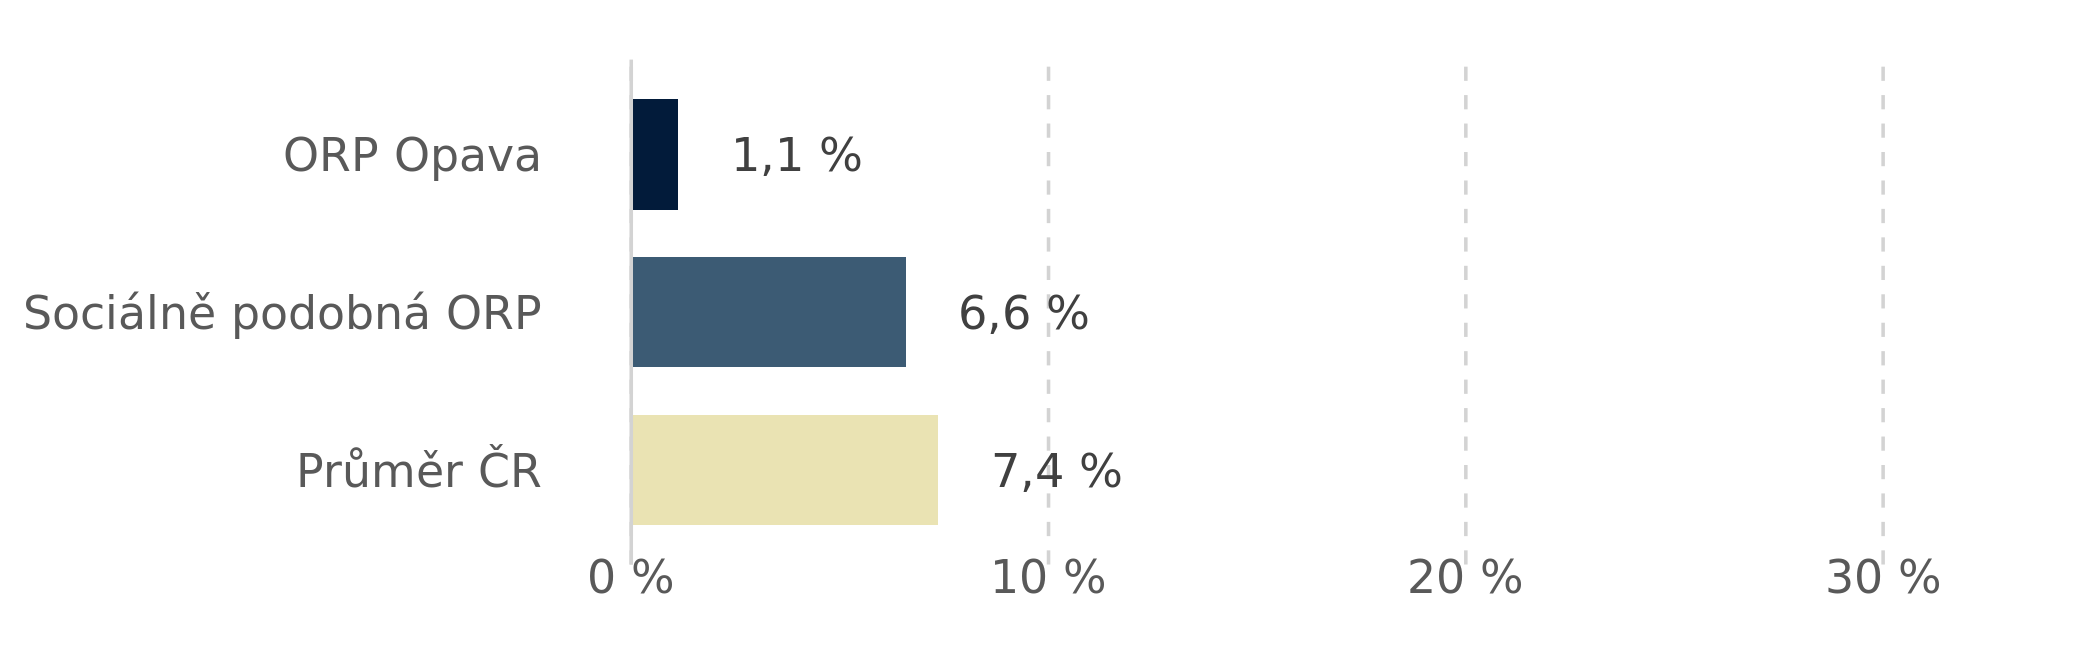 ORP Opava 1,1 %
Sociálně podobná ORP 6,6 %
Průměr ČR 7,4 %
0 % 10 % 20 % 30 %